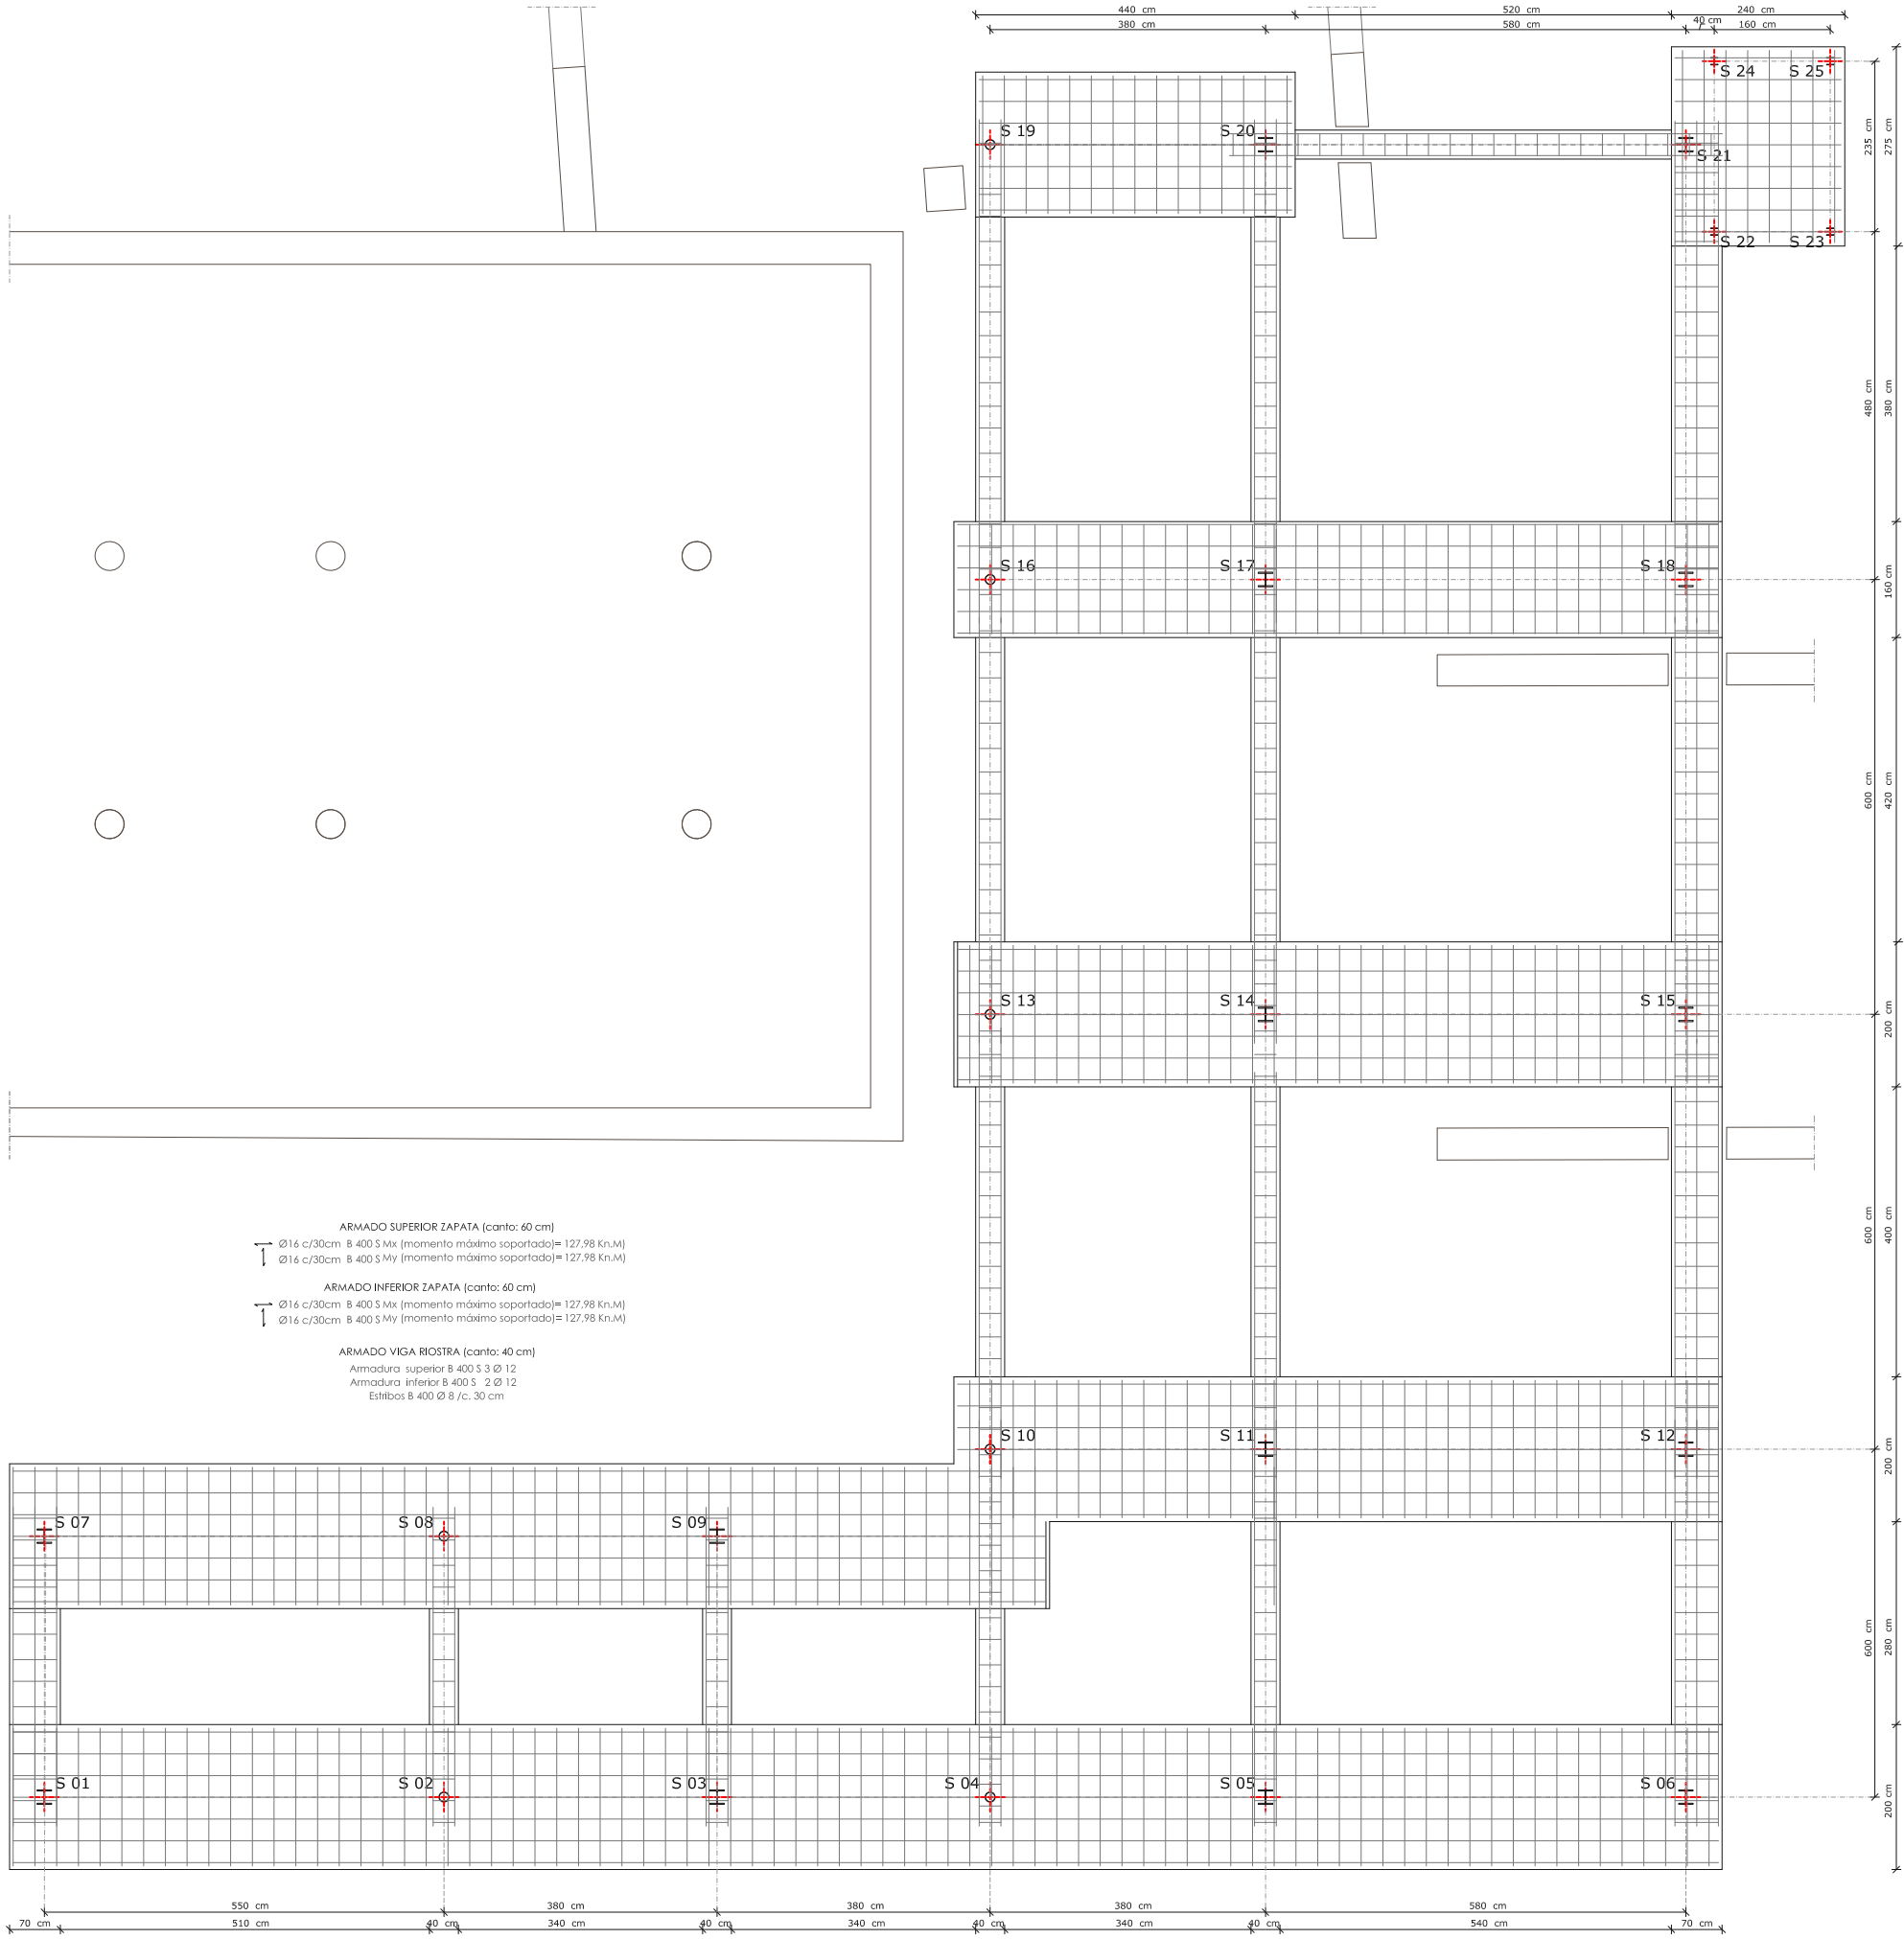 440 cm
520 cm
240 cm
380 cm
580 cm
40 cm
160 cm
S 24
S 25
S 19
S 20
S 21
235 cm
275 cm
S 22
S 23
480 cm
380 cm
S 16
S 17
S 18
160 cm
600 cm
420 cm
S 13
S 14
S 15
200 cm
ARMADO SUPERIOR ZAPATA (canto: 60 cm)
Ø16 c/30cm B 400 S Mx (momento máximo soportado)= 127,98 Kn.M)
Ø16 c/30cm B 400 S My (momento máximo soportado)= 127,98 Kn.M)
ARMADO INFERIOR ZAPATA (canto: 60 cm)
Ø16 c/30cm B 400 S Mx (momento máximo soportado)= 127,98 Kn.M)
Ø16 c/30cm B 400 S My (momento máximo soportado)= 127,98 Kn.M)
ARMADO VIGA RIOSTRA (canto: 40 cm)
Armadura superior B 400 S 3 Ø 12
Armadura inferior B 400 S 2 Ø 12
Estribos B 400 Ø 8 /c. 30 cm
600 cm
400 cm
S 10
S 11
S 12
200 cm
S 07
S 08
S 09
600 cm
280 cm
S 01
S 02
S 03
S 04
S 05
S 06
200 cm
550 cm
380 cm
380 cm
380 cm
580 cm
70 cm
510 cm
40 cm
340 cm
40 cm
340 cm
40 cm
340 cm
40 cm
540 cm
70 cm